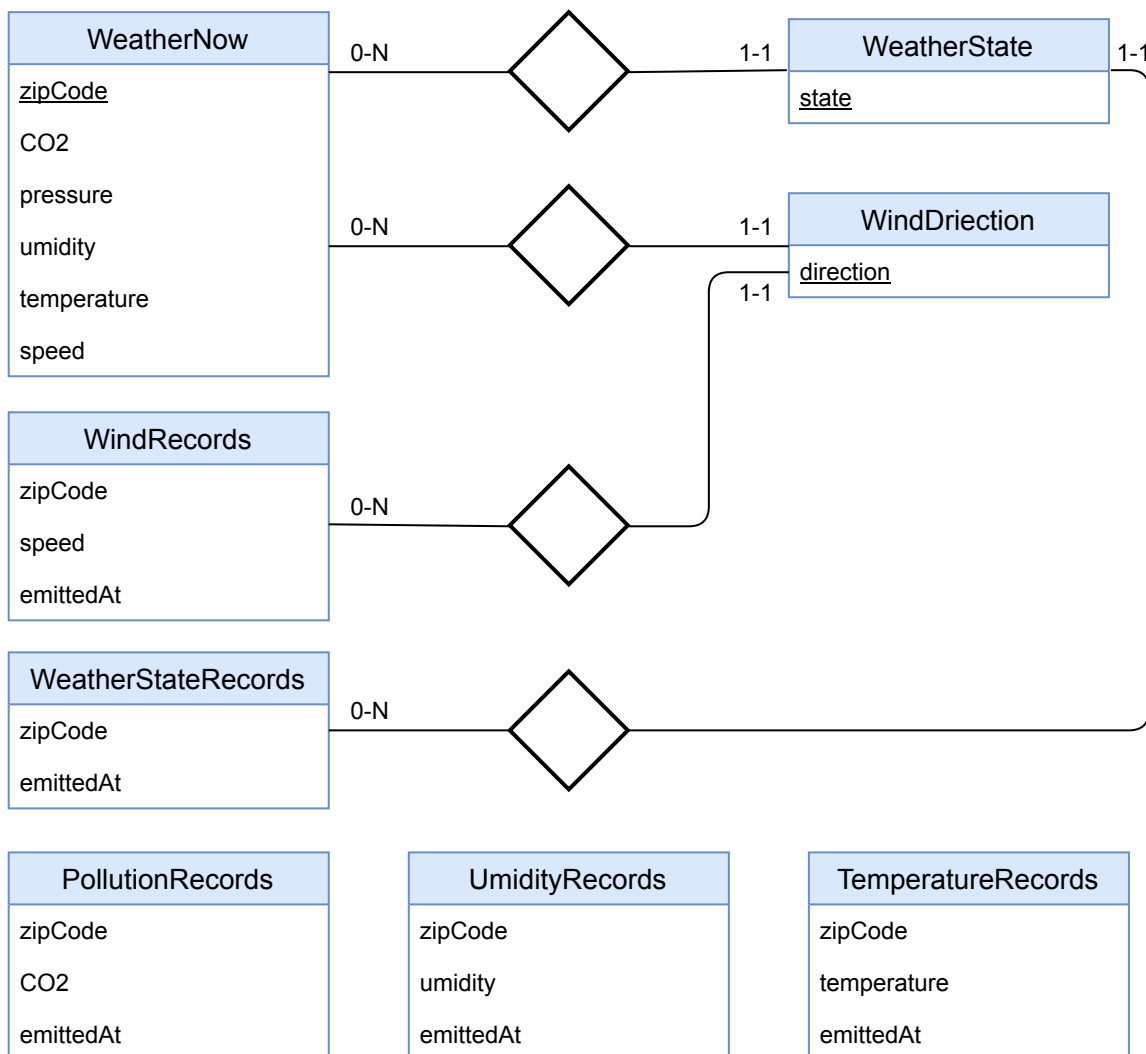 WeatherNow
zipCode
CO2
pressure
umidity
temperature
speed
0-N
1-1
WeatherState
state
1-1
0-N
1-1
WindDriection
direction
1-1
WindRecords
zipCode
speed
emittedAt
0-N
WeatherStateRecords
zipCode
emittedAt
0-N
PollutionRecords
zipCode
CO2
emittedAt
UmidityRecords
zipCode
umidity
emittedAt
TemperatureRecords
zipCode
temperature
emittedAt